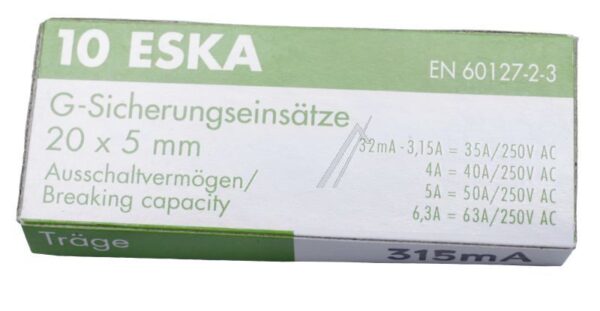 10 ESKA
EN 60127-2-3
G-Sicherungseinsätze
20 x 5 mm
32mA - 3,15A = 35A/250V AC
4A = 40A/250V AC
Ausschaltvermögen/
5A = 50A/250V AC
Breaking capacity
6,3A = 63A/250V AC
Träge
315mA